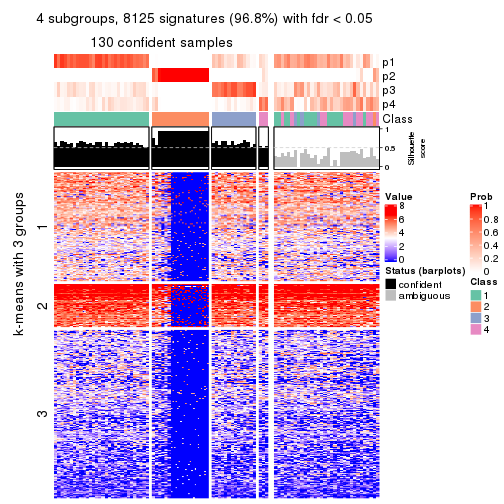 4 subgroups, 8125 signatures (96.8%) with fdr < 0.05
130 confident samples
p1
p2
p3
p4
Class
1
0.5
0
Silhouette
score
k-means with 3 groups
1
2
3
Value
8
6
4
2
0
Status (barplots)
confident
ambiguous
Prob
1
0.8
0.6
0.4
0.2
0
Class
1
2
3
4